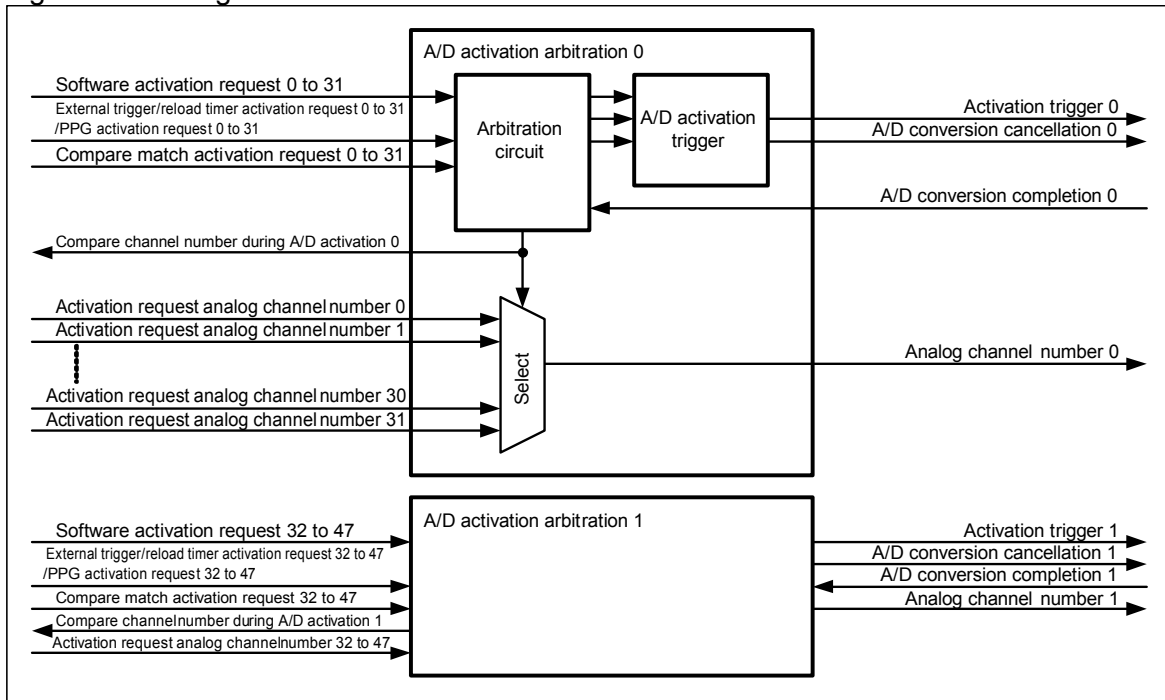 A/D activation arbitration 0
Software activation request 0 to 31
External trigger/reload timer activation request 0 to 31
/PPG activation request 0 to 31
Compare match activation request 0 to 31
Arbitration
circuit
A/D activation
trigger
Activation trigger 0
A/D conversion cancellation 0
A/D conversion completion 0
Compare channel number during A/D activation 0
Activation request analog channel number 0
Activation request analog channel number 1
Activation request analog channel number 30
Activation request analog channel number 31
Select
Analog channel number 0
A/D activation arbitration 1
Software activation request 32 to 47
External trigger/reload timer activation request 32 to 47
/PPG activation request 32 to 47
Compare match activation request 32 to 47
Compare channel number during A/D activation 1
Activation request analog channelnumber 32 to 47
Activation trigger 1
A/D conversion cancellation 1
A/D conversion completion 1
Analog channel number 1